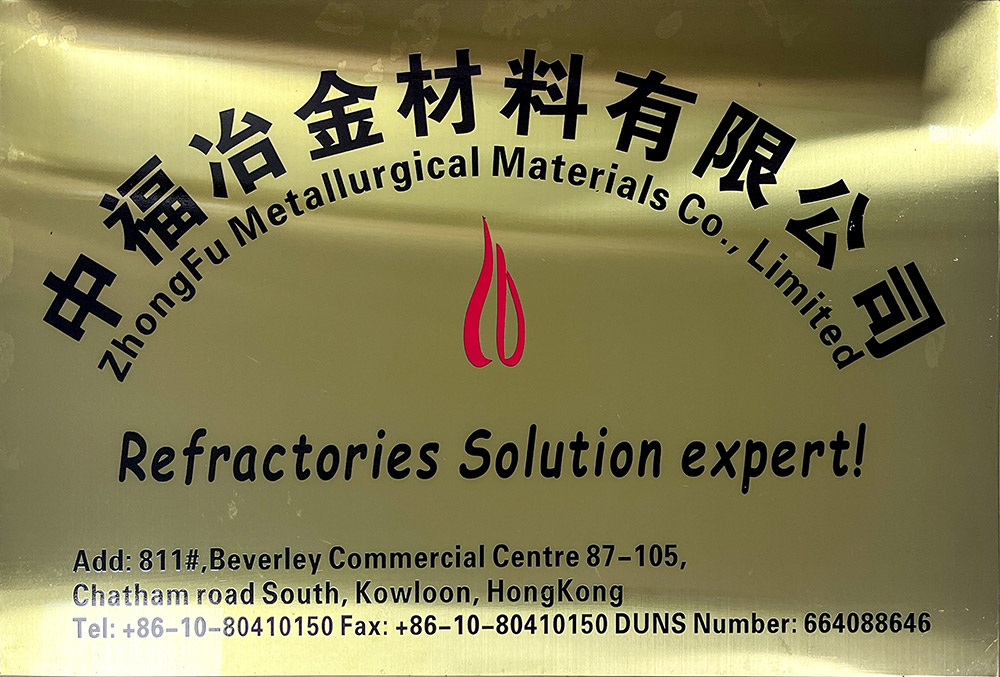 中福冶金材料有限公司
ZhongFu Metallurgical Materials Co., Limited
Refractories Solution expert!
Add: 811#,Beverley Commercial Centre 87-105,
Chatham road South, Kowloon, HongKong
Tel: +86-10-80410150 Fax: +86-10-80410150 DUNS Number: 664088646